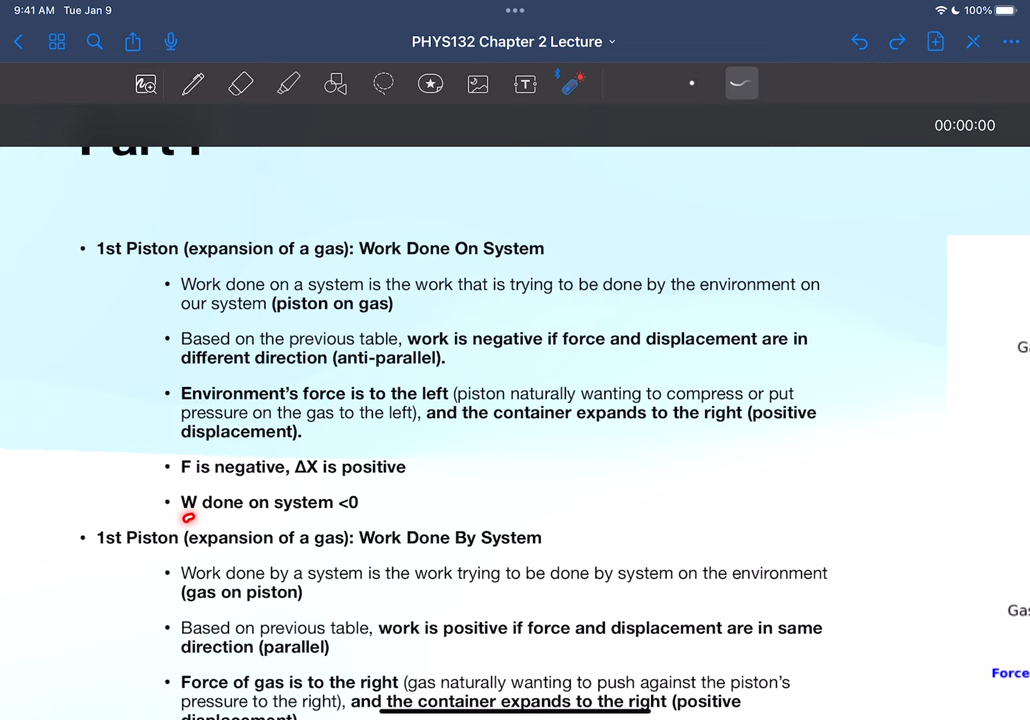 9:41 AM Tue Jan 9
100%
PHYS132 Chapter 2 Lecture
T
00:00:00
Part I
• 1st Piston (expansion of a gas): Work Done On System
• Work done on a system is the work that is trying to be done by the environment on
our system (piston on gas)
• Based on the previous table, work is negative if force and displacement are in
different direction (anti-parallel).
• Environment's force is to the left (piston naturally wanting to compress or put
pressure on the gas to the left), and the container expands to the right (positive
displacement).
• F is negative, ΔX is positive
• W done on system <0
• 1st Piston (expansion of a gas): Work Done By System
• Work done by a system is the work trying to be done by system on the environment
(gas on piston)
• Based on previous table, work is positive if force and displacement are in same
direction (parallel)
• Force of gas is to the right (gas naturally wanting to push against the piston's
pressure to the right), and the container expands to the right (positive
displacement)
Force